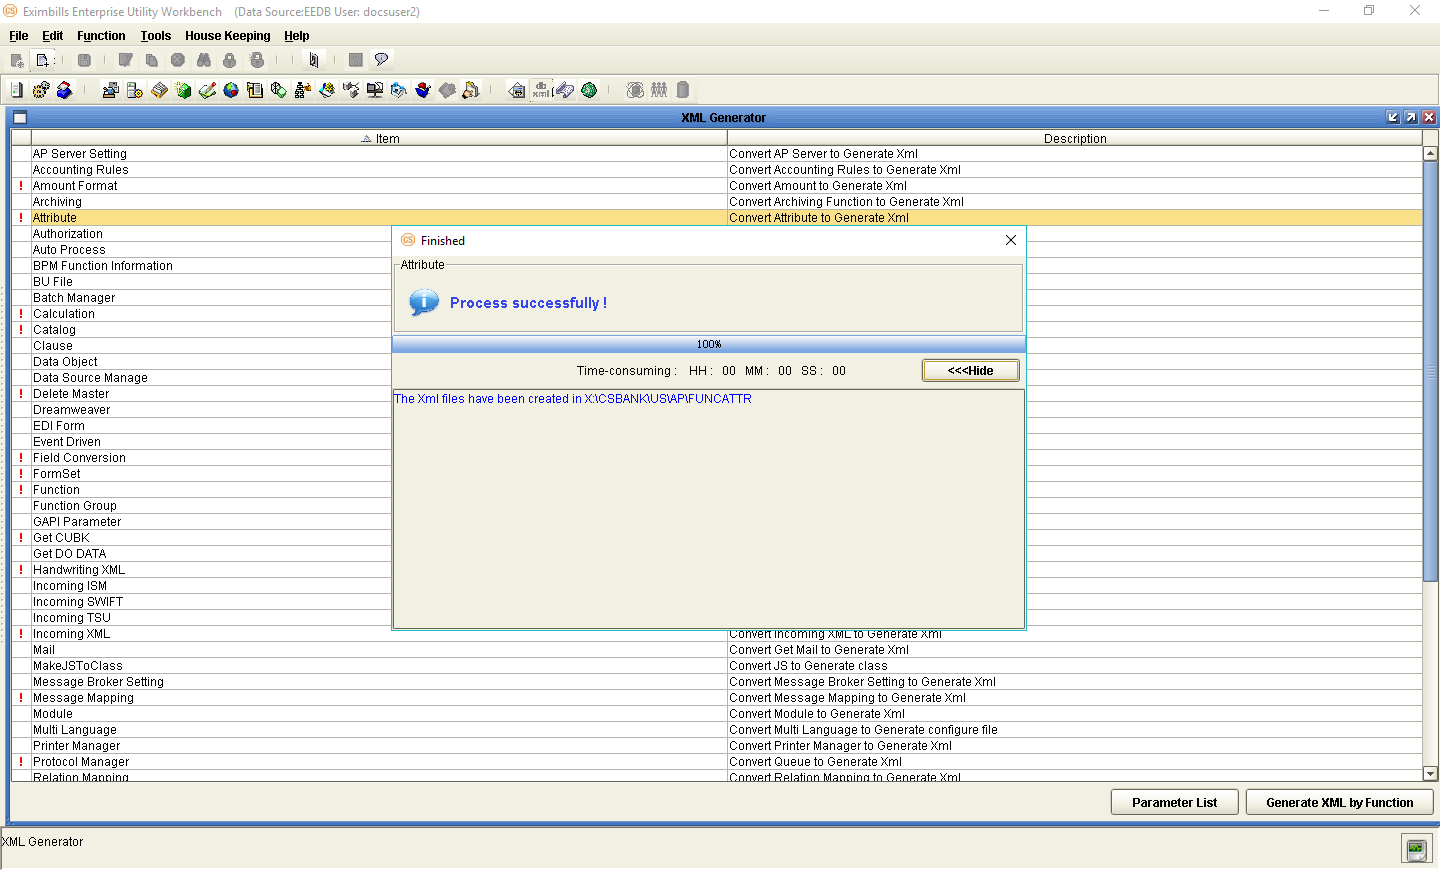 Eximbills Enterprise Utility Workbench (Data Source:EEDB User: docsuser2)
File Edit Function Tools House Keeping Help
XML Generator
Item Description
AP Server Setting Convert AP Server to Generate Xml
Accounting Rules Convert Accounting Rules to Generate Xml
! Amount Format Convert Amount to Generate Xml
Archiving Convert Archiving Function to Generate Xml
! Attribute Convert Attribute to Generate Xml
Authorization
Auto Process
BPM Function Information
BU File
Batch Manager
! Calculation
! Catalog
Clause
Data Object
Data Source Manage
! Delete Master
Dreamweaver
EDI Form
Event Driven
! Field Conversion
! FormSet
! Function
Function Group
GAPI Parameter
! Get CUBK
Get DO DATA
! Handwriting XML
Incoming ISM
Incoming SWIFT
Incoming TSU
! Incoming XML Convert Incoming XML to Generate Xml
Mail Convert Get Mail to Generate Xml
MakeJSToClass Convert JS to Generate class
Message Broker Setting Convert Message Broker Setting to Generate Xml
! Message Mapping Convert Message Mapping to Generate Xml
Module Convert Module to Generate Xml
Multi Language Convert Multi Language to Generate configure file
Printer Manager Convert Printer Manager to Generate Xml
! Protocol Manager Convert Queue to Generate Xml
Relation Mapping Convert Relation Mapping to Generate Xml
CS Finished
Attribute
Process successfully !
100%
Time-consuming : HH : 00 MM : 00 SS : 00
<<<Hide
The Xml files have been created in X:\CSBANK\US\AP\FUNCATTR
Parameter List Generate XML by Function
XML Generator